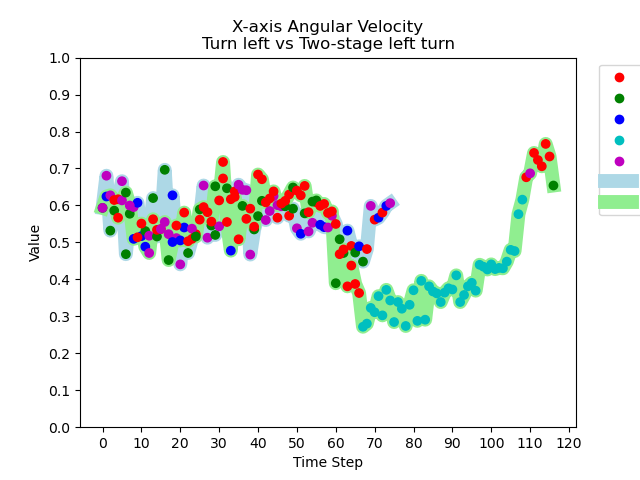 X-axis Angular Velocity
Turn left vs Two-stage left turn
1.0
0.9
0.8
0.7
0.6
0.5
0.4
0.3
0.2
0.1
0.0
Value
0 10 20 30 40 50 60 70 80 90 100 110 120
Time Step